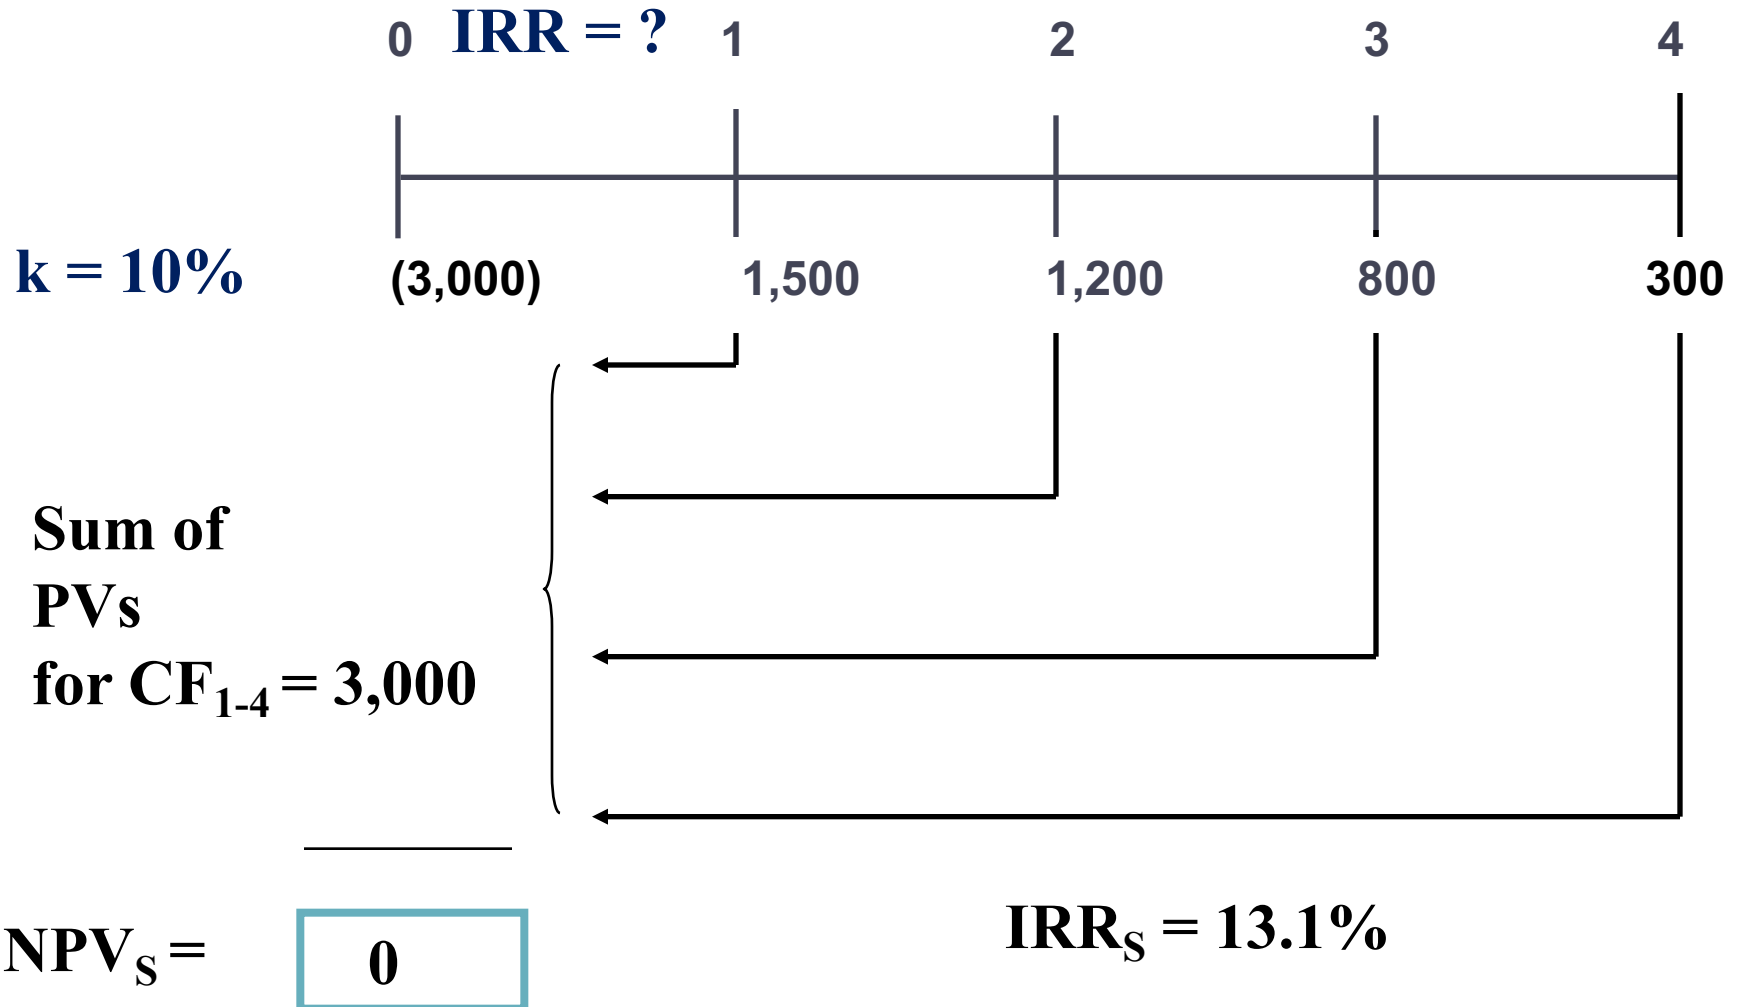 0 IRR = ? 1 2 3 4
k = 10% (3,000) 1,500 1,200 800 300
Sum of
PVs
for CF1-4 = 3,000
NPVS = 0
IRRS = 13.1%